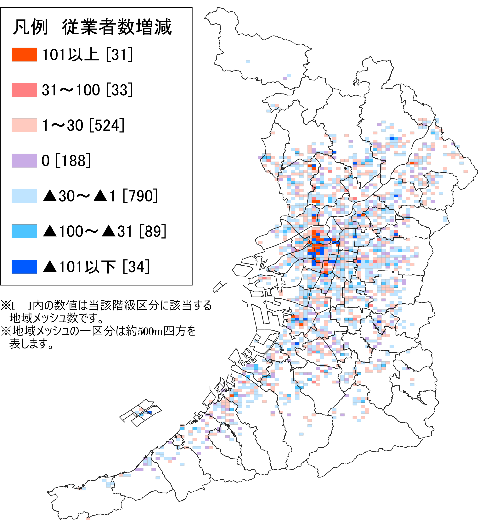 凡例　従業者数増減
101以上 [31]
31～100 [33]
1～30 [524]
0 [188]
▲30～▲1 [790]
▲100～▲31 [89]
▲101以下 [34]
※[　]内の数値は当該階級区分に該当する
地域メッシュ数です。
※地域メッシュの一区分は約500m四方を
表します。